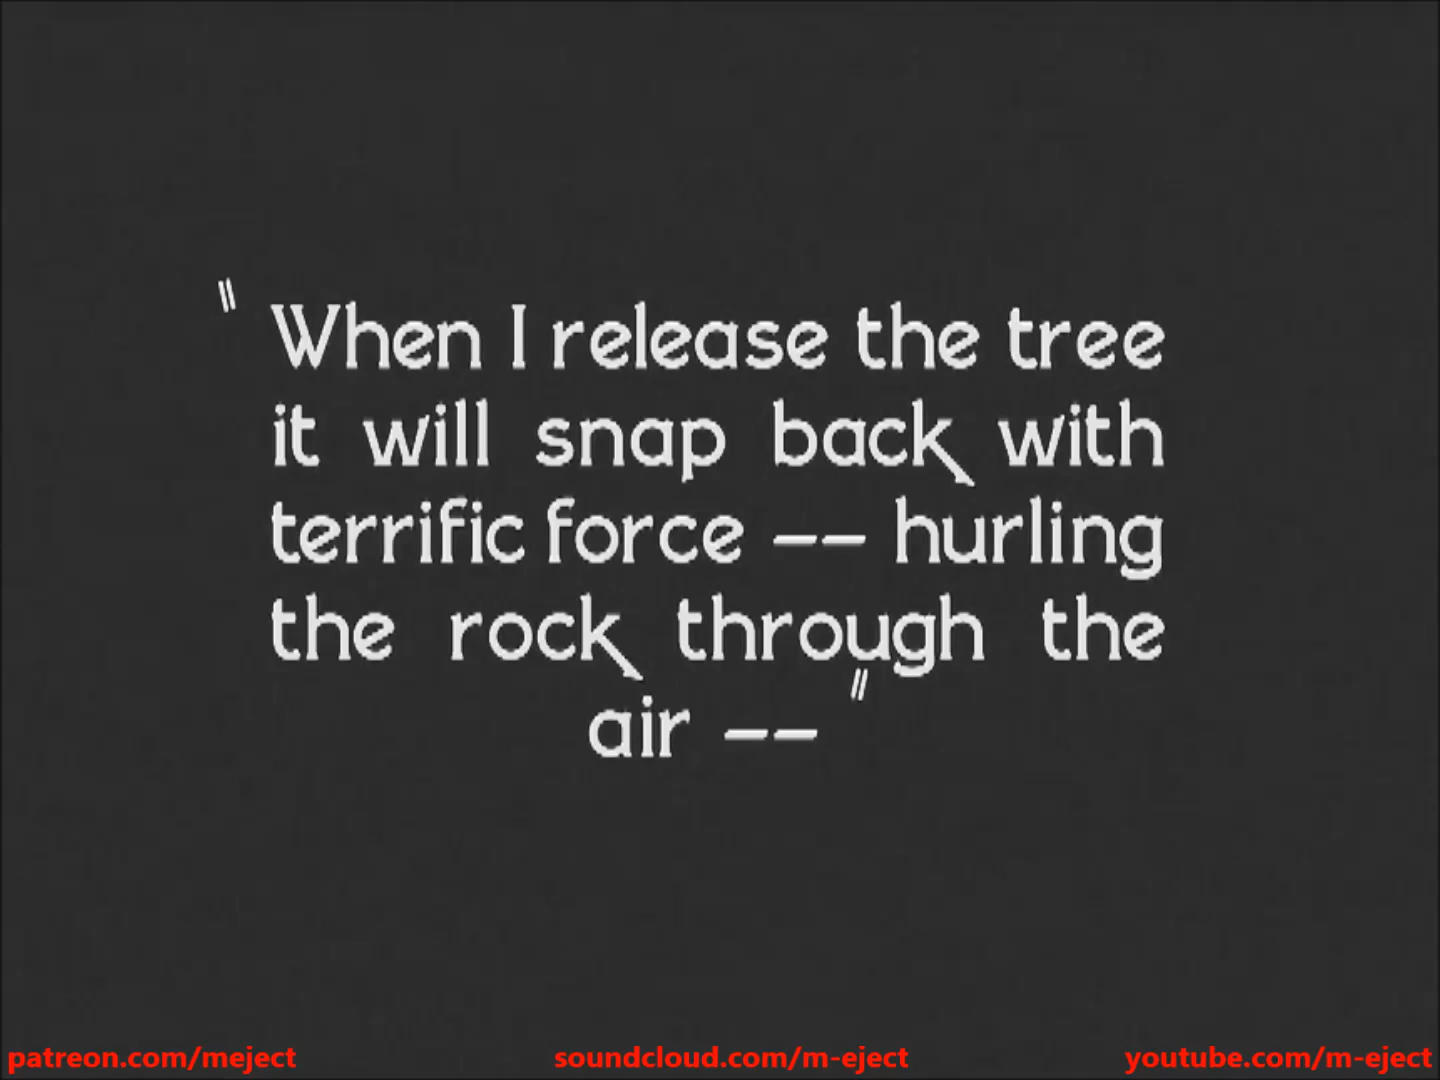 "When I release the tree
it will snap back with
terrific force -- hurling
the rock through the
air --"
patreon.com/meject soundcloud.com/m-eject youtube.com/m-eject